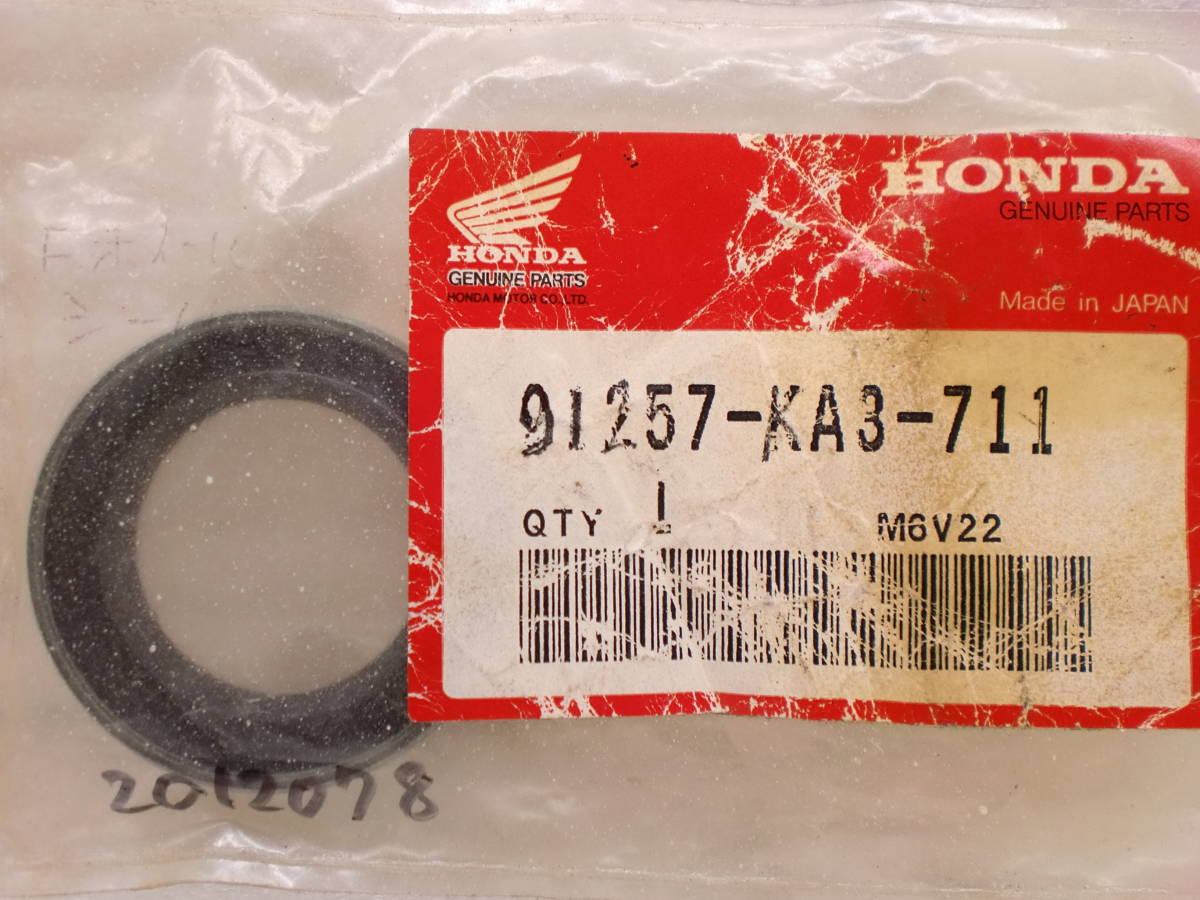 HONDA
GENUINE PARTS
HONDA MOTOR CO., LTD.
HONDA
GENUINE PARTS
Made in JAPAN
91257-KA3-711
QTY 1 M6V22
2012078